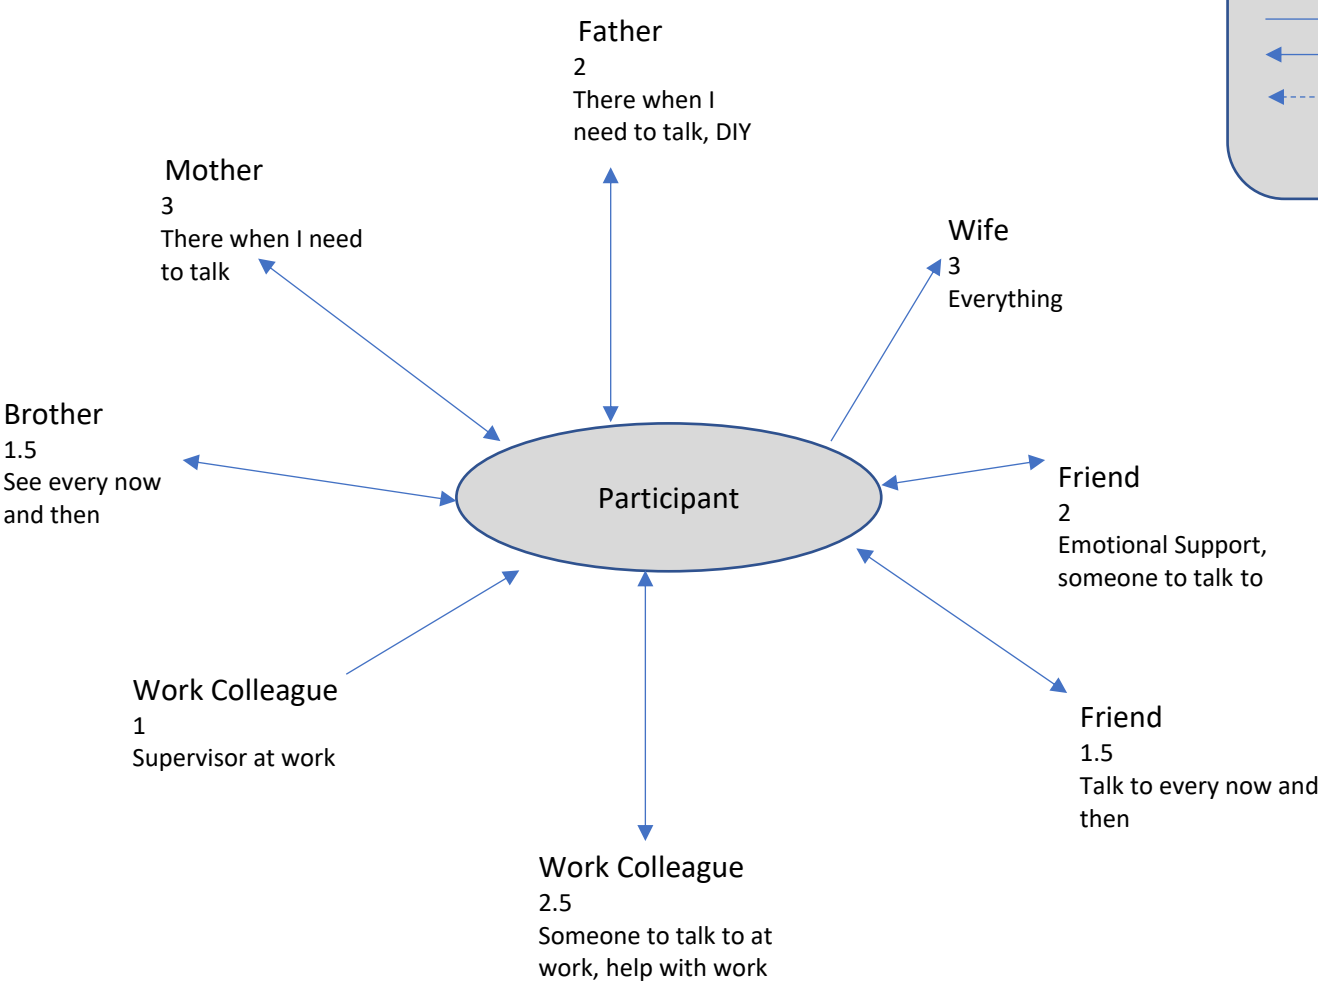 Father
2
There when I
need to talk, DIY
Mother
3
There when I need
to talk
Wife
3
Everything
Brother
1.5
See every now
and then
Participant
Friend
2
Emotional Support,
someone to talk to
Work Colleague
1
Supervisor at work
Friend
1.5
Talk to every now and
then
Work Colleague
2.5
Someone to talk to at
work, help with work